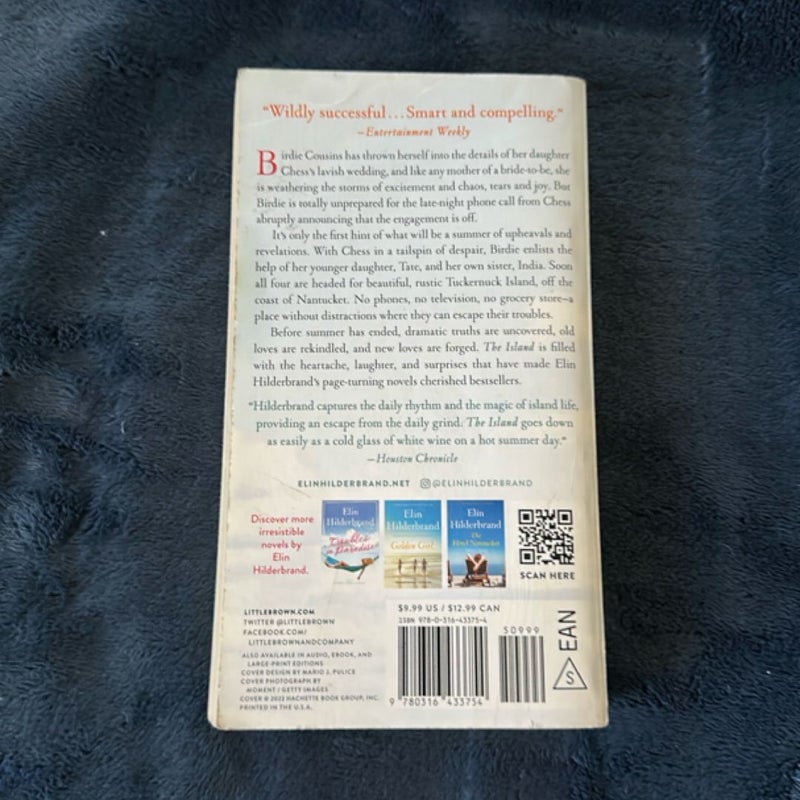 "Wildly successful...Smart and compelling."
—Entertainment Weekly
Birdie Cousins has thrown herself into the details of her daughter
Chess's lavish wedding, and like any mother of a bride-to-be, she
is weathering the storms of excitement and chaos, tears and joy. But
Birdie is totally unprepared for the late-night phone call from Chess
abruptly announcing that the engagement is off.
It's only the first hint of what will be a summer of upheavals and
revelations. With Chess in a tailspin of despair, Birdie enlists the
help of her younger daughter, Tate, and her own sister, India. Soon
all four are headed for beautiful, rustic Tuckernuck Island, off the
coast of Nantucket. No phones, no television, no grocery store—a
place without distractions where they can escape their troubles.
Before summer has ended, dramatic truths are uncovered, old
loves are rekindled, and new loves are forged. The Island is filled
with the heartache, laughter, and surprises that have made Elin
Hilderbrand's page-turning novels cherished bestsellers.
"Hilderbrand captures the daily rhythm and the magic of island life,
providing an escape from the daily grind. The Island goes down
as easily as a cold glass of white wine on a hot summer day."
—Houston Chronicle
ELINHILDERBRAND.NET @ELINHILDERBRAND
Discover more
irresistible
novels by
Elin
Hilderbrand.
Elin
Hilderbrand
Troubles
in Paradise
Elin
Hilderbrand
Golden Girl
Elin
Hilderbrand
The
Hotel Nantucket
SCAN HERE
LITTLEBROWN.COM
TWITTER @LITTLEBROWN
FACEBOOK.COM/
LITTLEBROWNANDCOMPANY
ALSO AVAILABLE IN AUDIO, EBOOK, AND
LARGE-PRINT EDITIONS
COVER DESIGN BY MARIO J. PULICE
COVER PHOTOGRAPH BY
MOMENT / GETTY IMAGES
COVER © 2022 HACHETTE BOOK GROUP, INC.
PRINTED IN THE U.S.A.
$9.99 US / $12.99 CAN
ISBN 978-0-316-43375-4
50999
9 780316 433754
S
EAN